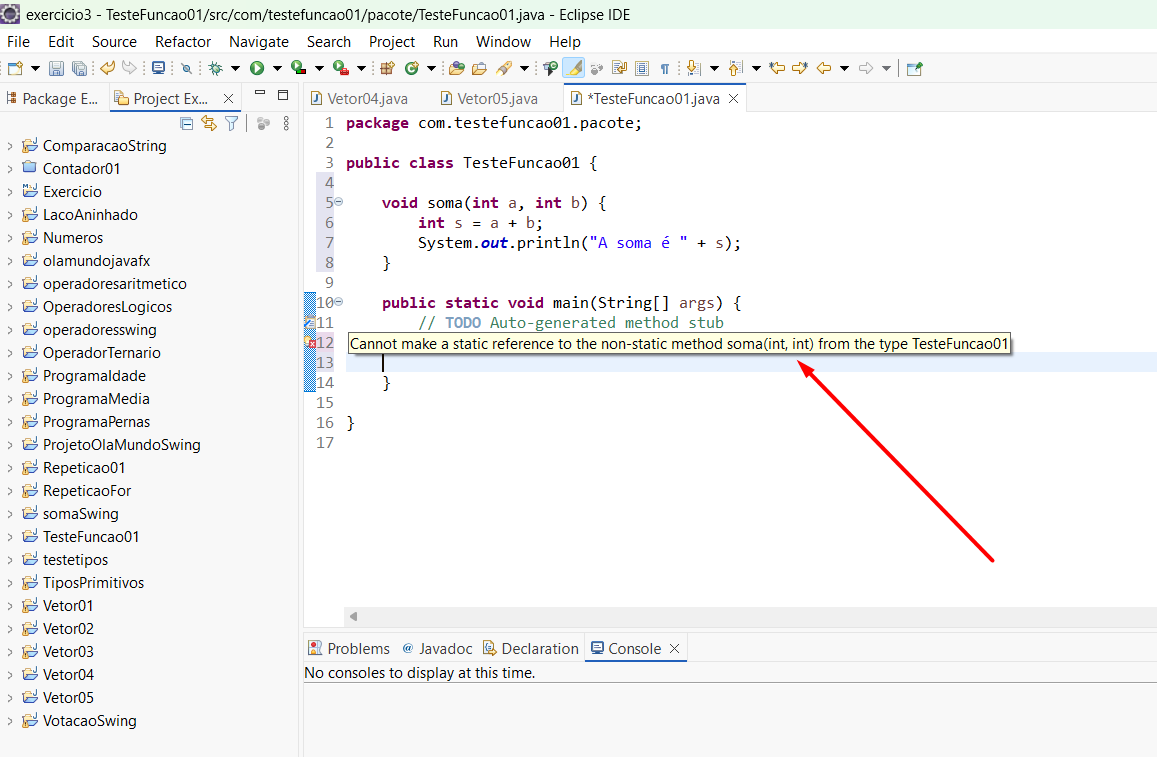 exercicio3 - TesteFuncao01/src/com/testefuncao01/pacote/TesteFuncao01.java - Eclipse IDE
File Edit Source Refactor Navigate Search Project Run Window Help
Package E... Project Ex...
ComparacaoString
Contador01
Exercicio
LacoAninhado
Numeros
olamundojavafx
operadoresaritmetico
OperadoresLogicos
operadoresswing
OperadorTernario
ProgramaIdade
ProgramaMedia
ProgramaPernas
ProjetoOlaMundoSwing
Repeticao01
RepeticaoFor
somaSwing
TesteFuncao01
testetipos
TiposPrimitivos
Vetor01
Vetor02
Vetor03
Vetor04
Vetor05
VotacaoSwing
Vetor04.java Vetor05.java *TesteFuncao01.java
1 package com.testefuncao01.pacote;
2
3 public class TesteFuncao01 {
4
5 void soma(int a, int b) {
6 int s = a + b;
7 System.out.println("A soma é " + s);
8 }
9
10 public static void main(String[] args) {
11 // TODO Auto-generated method stub
12 Cannot make a static reference to the non-static method soma(int, int) from the type TesteFuncao01
13
14 }
15
16 }
17
Problems @ Javadoc Declaration Console
No consoles to display at this time.